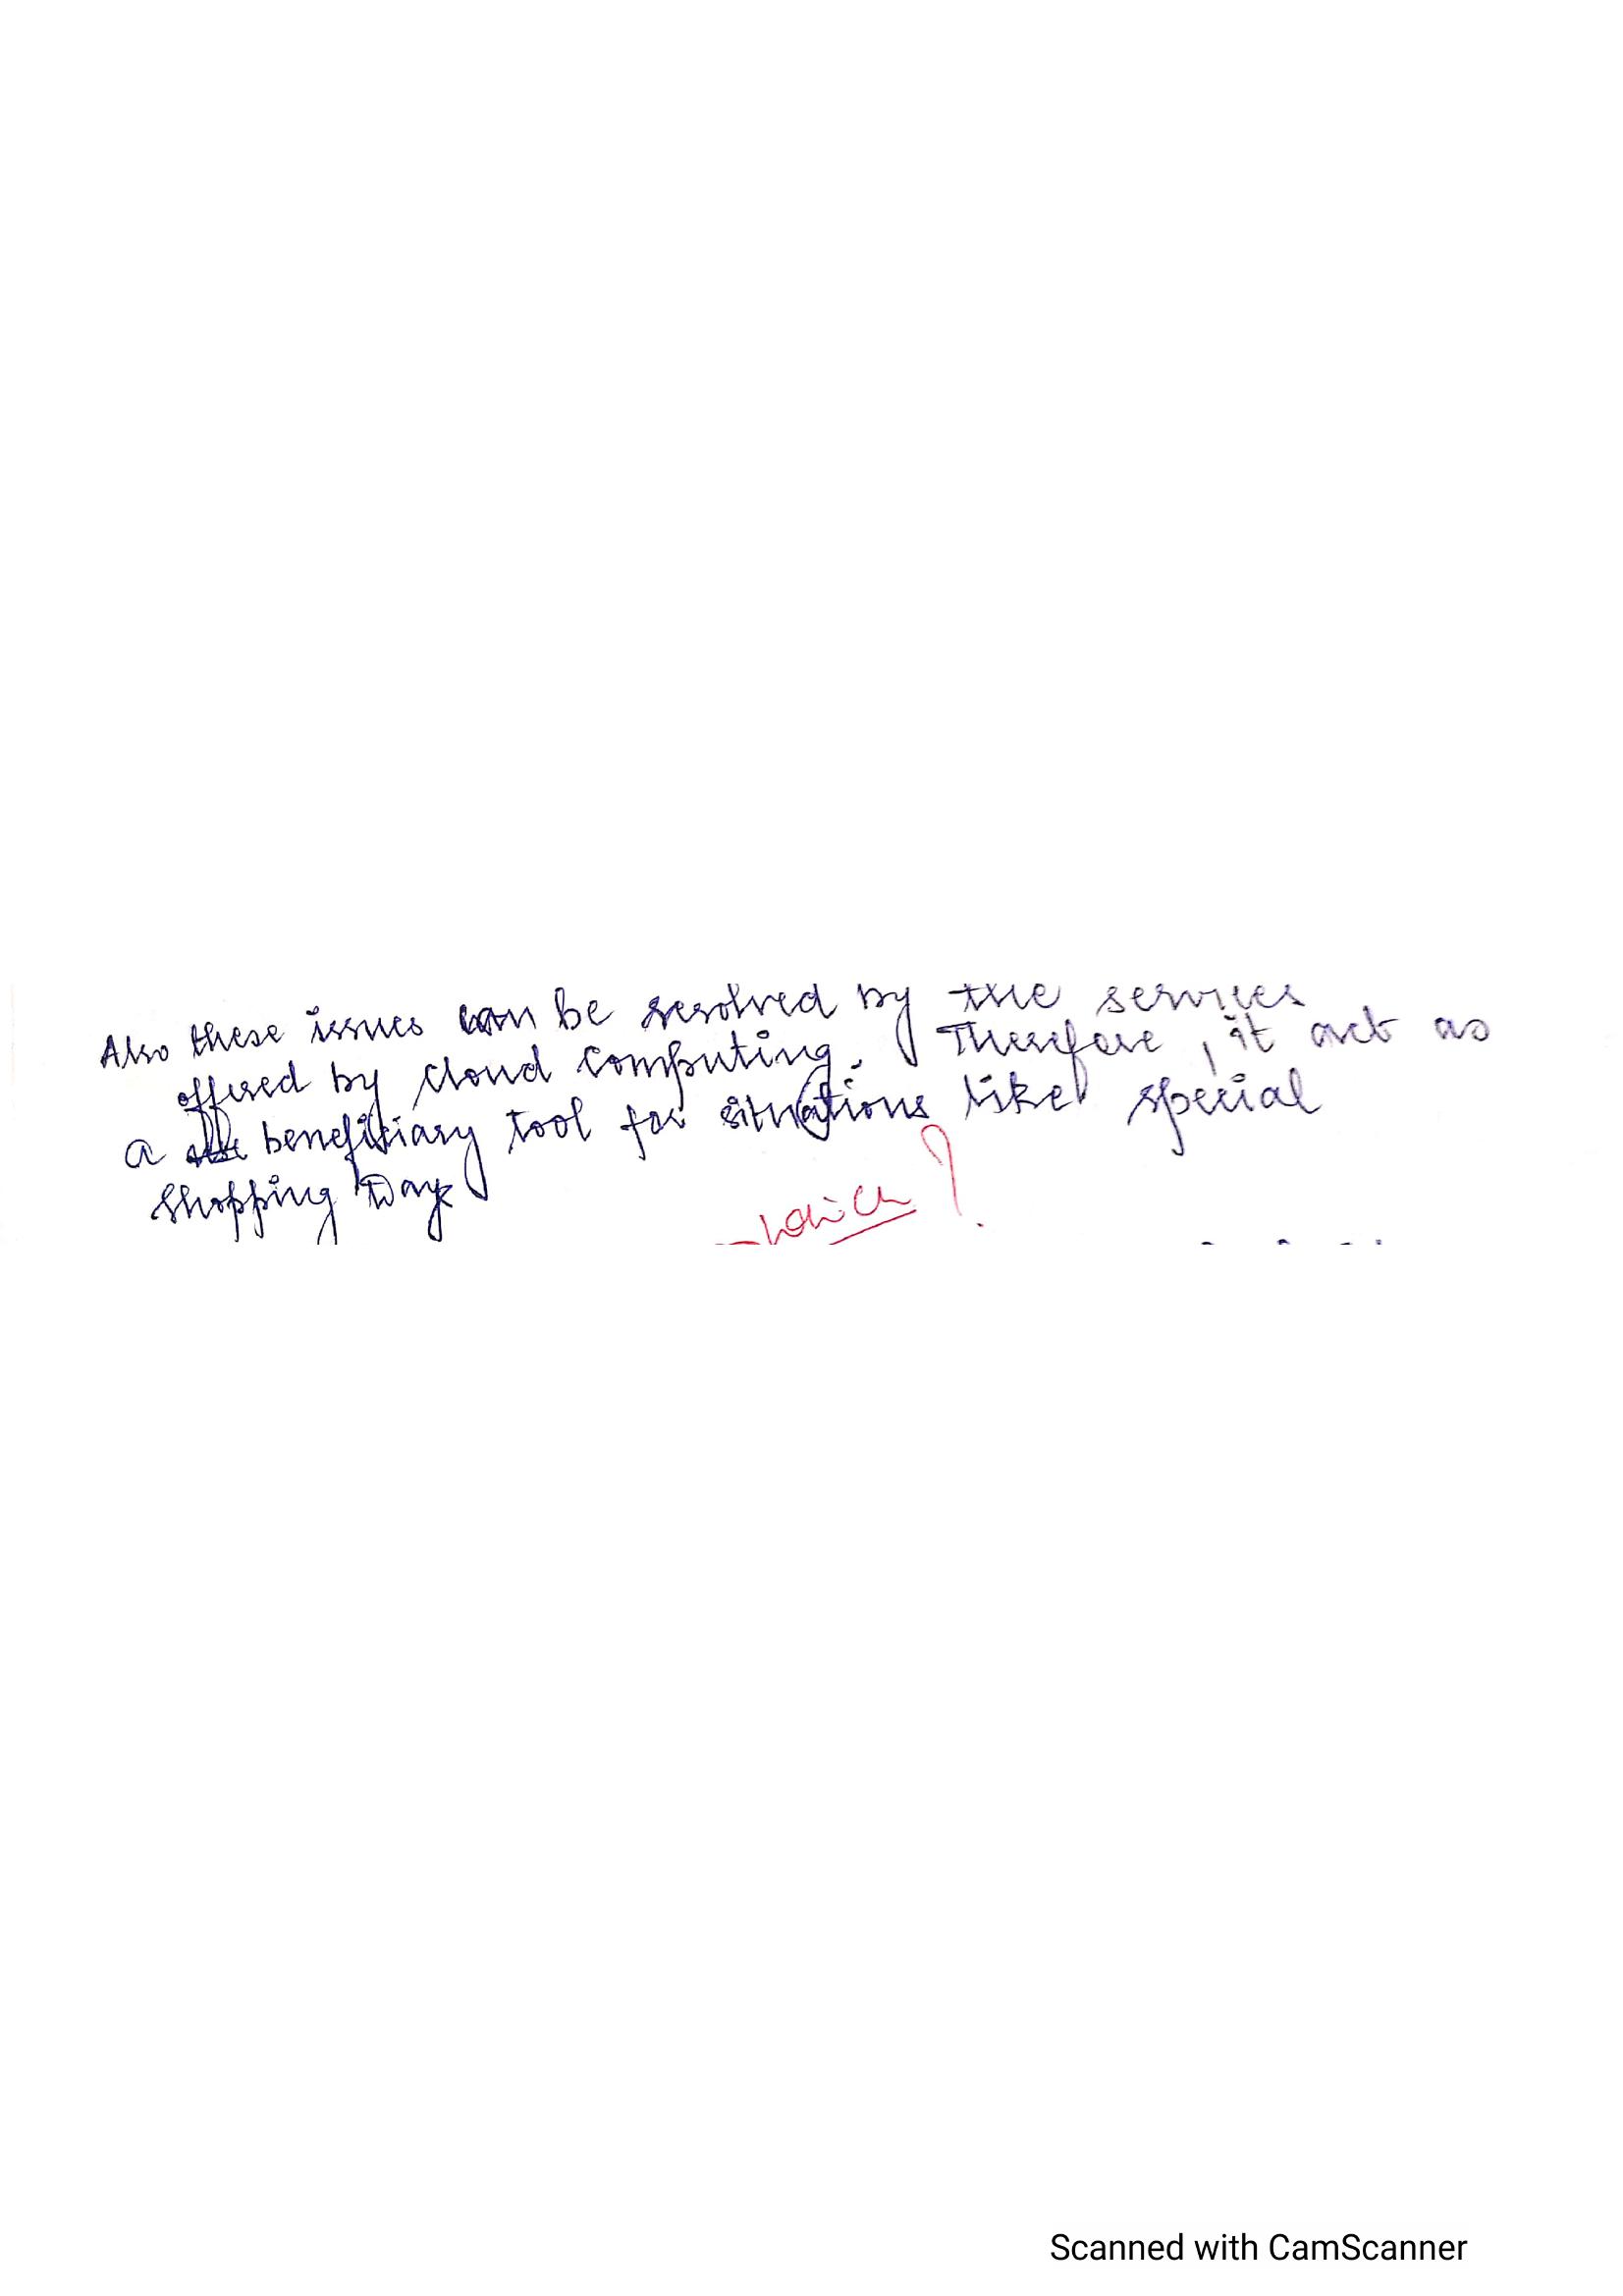 Also these issues can be resolved by the services
offered by cloud computing. Therefore, it act as
a beneficiary tool for situations like special
shopping Day
which?
Scanned with CamScanner